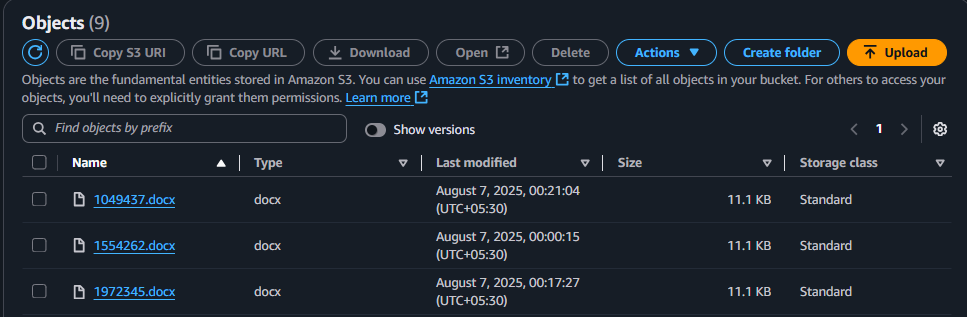 Objects (9)
Copy S3 URI Copy URL Download Open Delete Actions Create folder Upload
Objects are the fundamental entities stored in Amazon S3. You can use Amazon S3 inventory to get a list of all objects in your bucket. For others to access your
objects, you'll need to explicitly grant them permissions. Learn more
Find objects by prefix Show versions 1
Name Type Last modified Size Storage class
1049437.docx docx August 7, 2025, 00:21:04 (UTC+05:30) 11.1 KB Standard
1554262.docx docx August 7, 2025, 00:00:15 (UTC+05:30) 11.1 KB Standard
1972345.docx docx August 7, 2025, 00:17:27 (UTC+05:30) 11.1 KB Standard